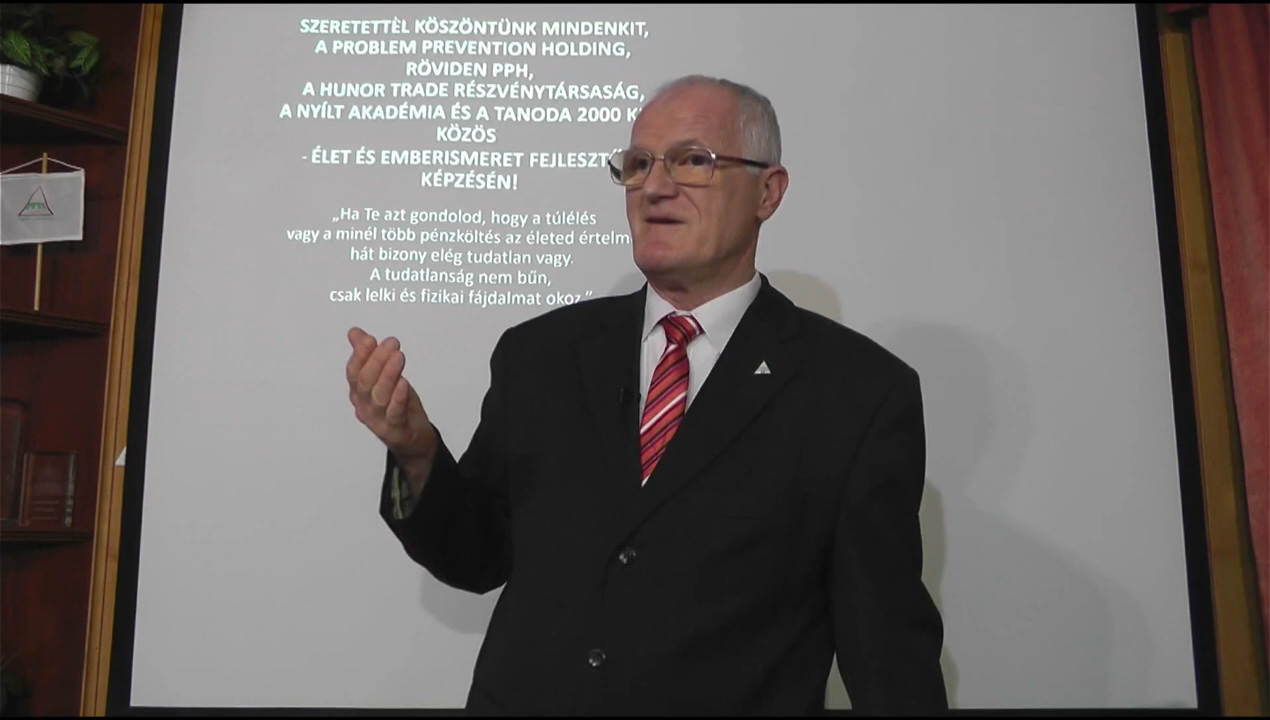 SZERETETTÈL KÖSZÖNTÜNK MINDENKIT,
A PROBLEM PREVENTION HOLDING,
RÖVIDEN PPH,
A HUNOR TRADE RÉSZVÉNYTÁRSASÁG,
A NYÍLT AKADÉMIA ÉS A TANODA 2000
KÖZÖS
- ÉLET ÉS EMBERISMERET
KÉPZÉSÉN!
„Ha Te azt gondolod, hogy a túlélés
vagy a minél több pénzköltés az életed
hát bizony elég tudatlan vagy.
A tudatlanság nem bűn,
csak lelki és fizikai fájdalmat okoz.”